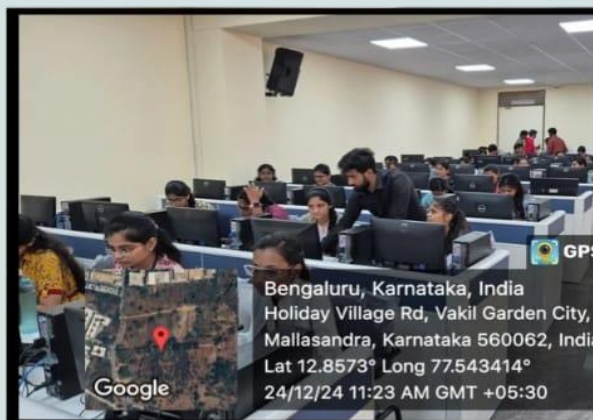 GPS
Bengaluru, Karnataka, India
Holiday Village Rd, Vakil Garden City,
Mallasandra, Karnataka 560062, India
Lat 12.8573° Long 77.543414°
24/12/24 11:23 AM GMT +05:30
Google